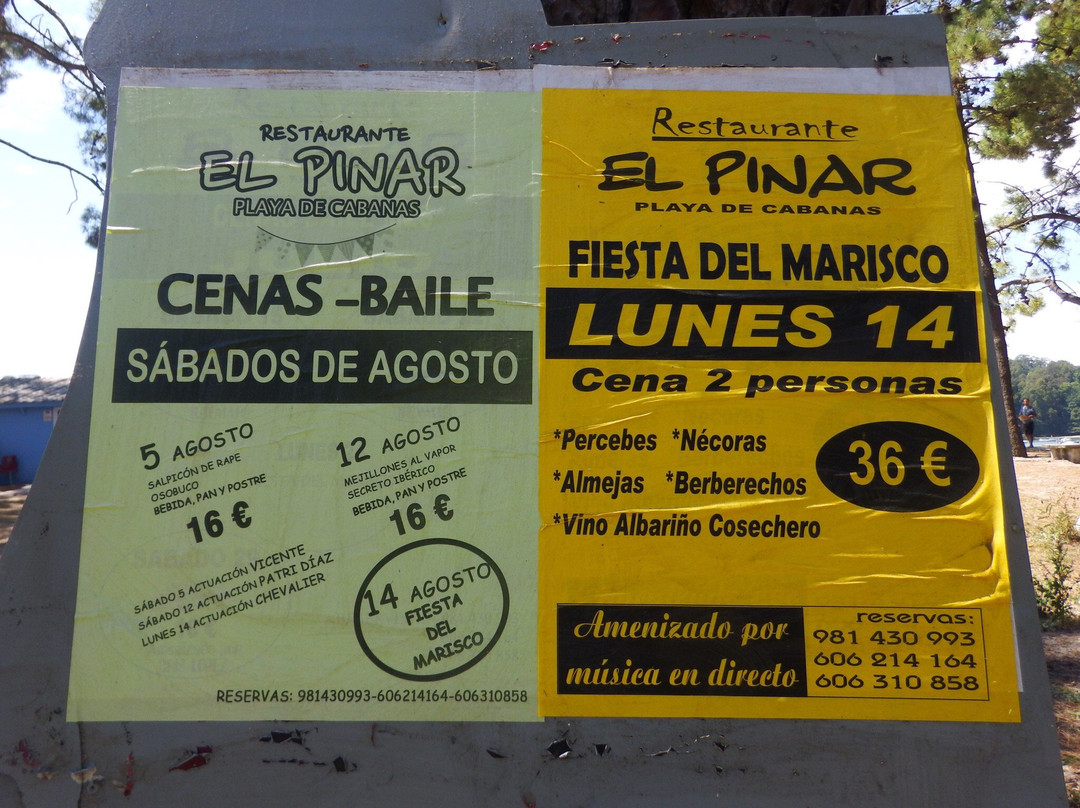 RESTAURANTE
EL PINAR
PLAYA DE CABANAS
CENAS -BAILE
SÁBADOS DE AGOSTO
5 AGOSTO
SALPICÓN DE RAPE
OSOBUCO
BEBIDA, PAN Y POSTRE
16 €
12 AGOSTO
MEJILLONES AL VAPOR
SECRETO IBÉRICO
BEBIDA, PAN Y POSTRE
16 €
SÁBADO 5 ACTUACIÓN VICENTE
SÁBADO 12 ACTUACIÓN PATRI DÍAZ
LUNES 14 ACTUACIÓN CHEVALIER
14 AGOSTO
FIESTA
DEL
MARISCO
RESERVAS: 981430993-606214164-606310858
Restaurante
EL PINAR
PLAYA DE CABANAS
FIESTA DEL MARISCO
LUNES 14
Cena 2 personas
*Percebes *Nécoras
*Almejas *Berberechos
*Vino Albariño Cosechero
36 €
Amenizado por
música en directo
reservas:
981 430 993
606 214 164
606 310 858